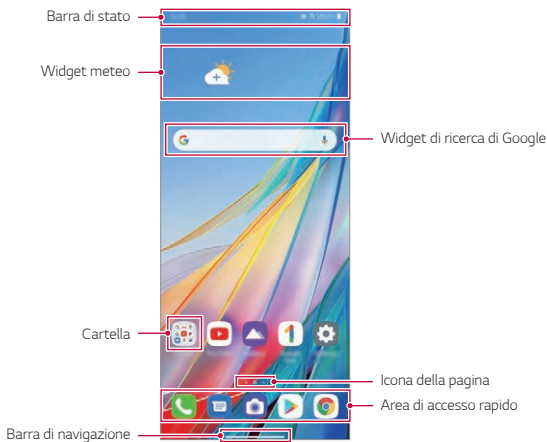 Barra di stato
Widget meteo
Widget di ricerca di Google
Cartella
Icona della pagina
Area di accesso rapido
Barra di navigazione